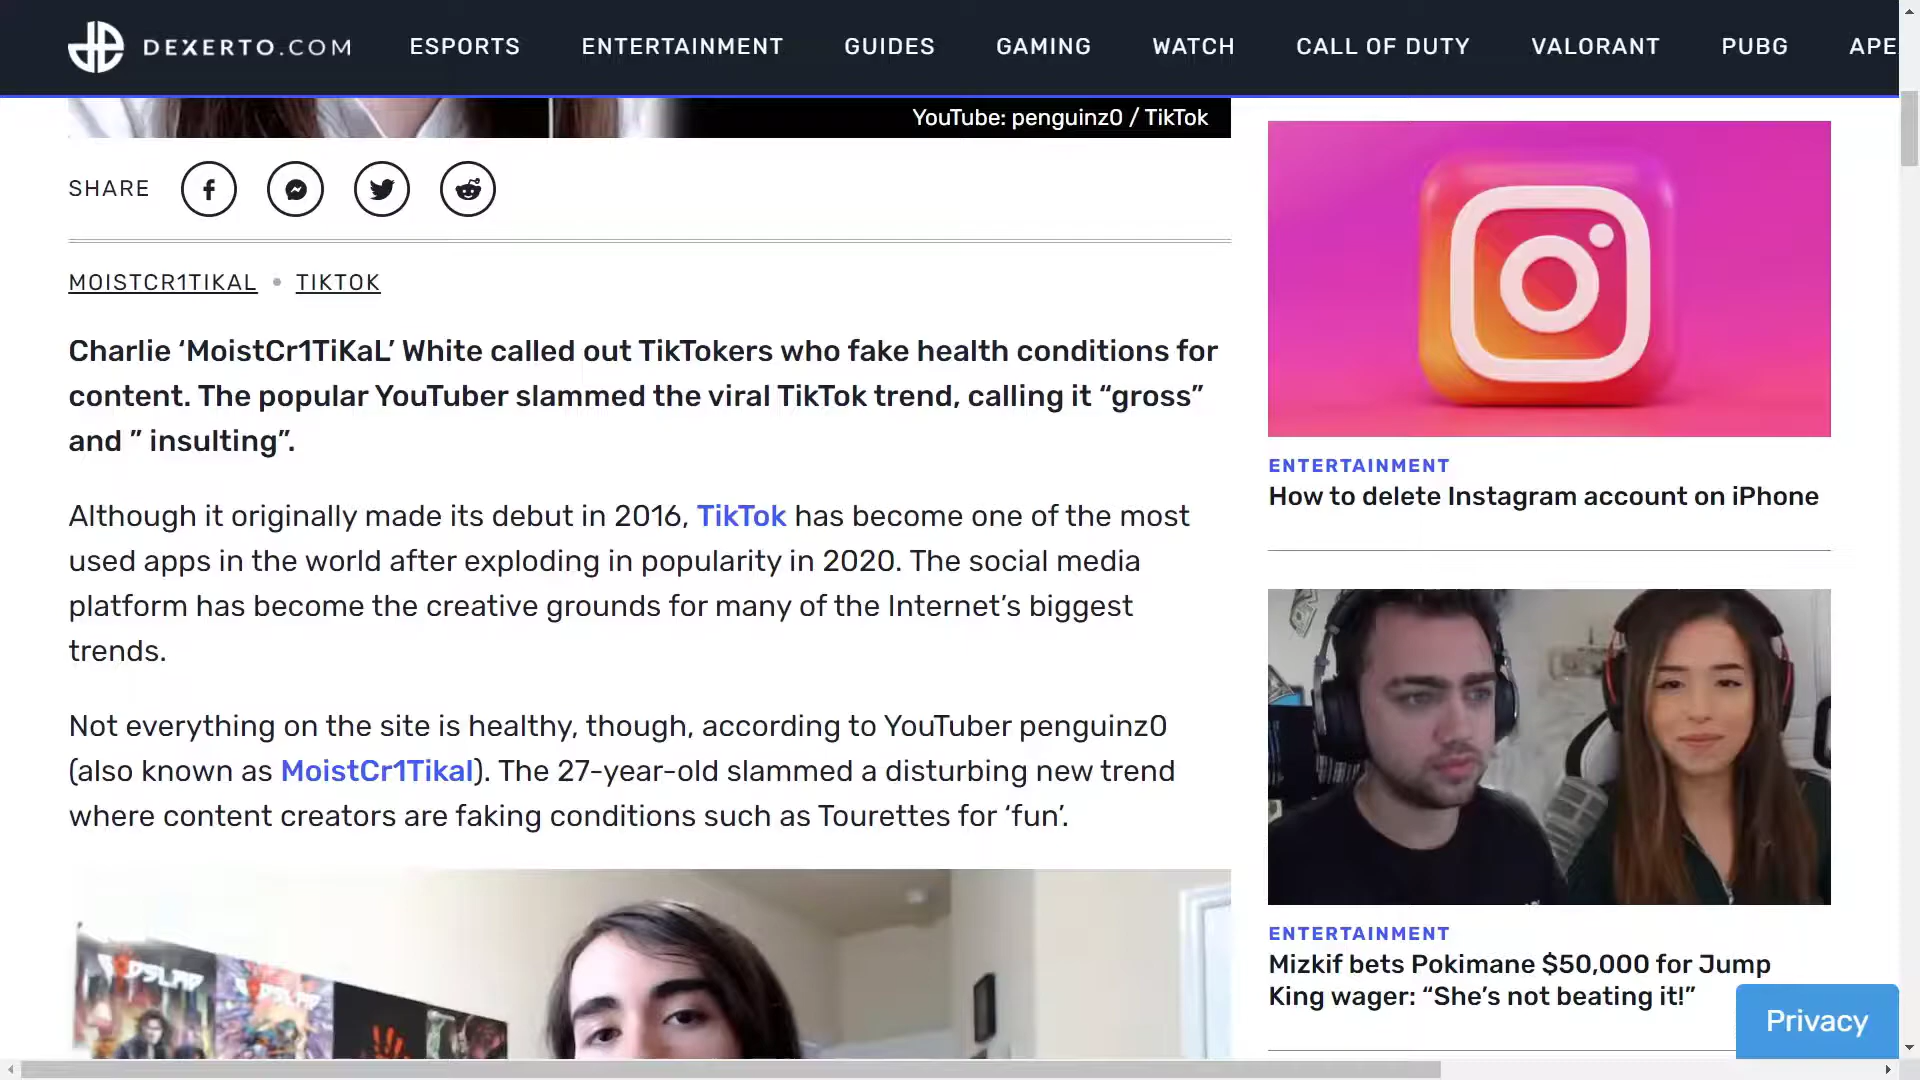 DEXERTO.COM
ESPORTS
ENTERTAINMENT
GUIDES
GAMING
WATCH
CALL OF DUTY
VALORANT
PUBG
APE
YouTube: penguinz0 / TikTok
SHARE
MOISTCR1TIKAL • TIKTOK
Charlie ‘MoistCr1TiKaL’ White called out TikTokers who fake health conditions for
content. The popular YouTuber slammed the viral TikTok trend, calling it “gross”
and ” insulting”.
Although it originally made its debut in 2016, TikTok has become one of the most
used apps in the world after exploding in popularity in 2020. The social media
platform has become the creative grounds for many of the Internet’s biggest
trends.
Not everything on the site is healthy, though, according to YouTuber penguinz0
(also known as MoistCr1Tikal). The 27-year-old slammed a disturbing new trend
where content creators are faking conditions such as Tourettes for ‘fun’.
GODSLAP
GODSLAP
ENTERTAINMENT
How to delete Instagram account on iPhone
ENTERTAINMENT
Mizkif bets Pokimane $50,000 for Jump
King wager: “She’s not beating it!”
Privacy